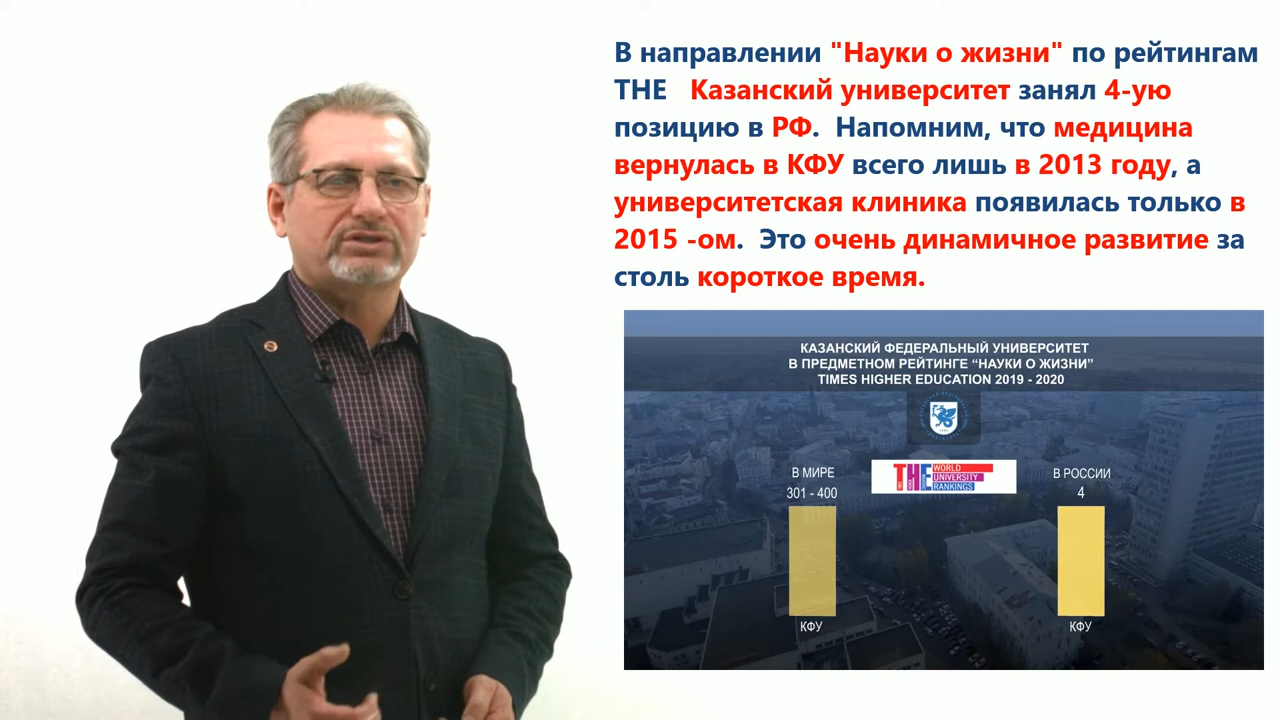 В направлении "Науки о жизни" по рейтингам
THE Казанский университет занял 4-ую
позицию в РФ. Напомним, что медицина
вернулась в КФУ всего лишь в 2013 году, а
университетская клиника появилась только в
2015 -ом. Это очень динамичное развитие за
столь короткое время.
КАЗАНСКИЙ ФЕДЕРАЛЬНЫЙ УНИВЕРСИТЕТ
В ПРЕДМЕТНОМ РЕЙТИНГЕ “НАУКИ О ЖИЗНИ”
TIMES HIGHER EDUCATION 2019 - 2020
В МИРЕ
301 - 400
THE WORLD
UNIVERSITY
RANKINGS
В РОССИИ
4
КФУ
КФУ